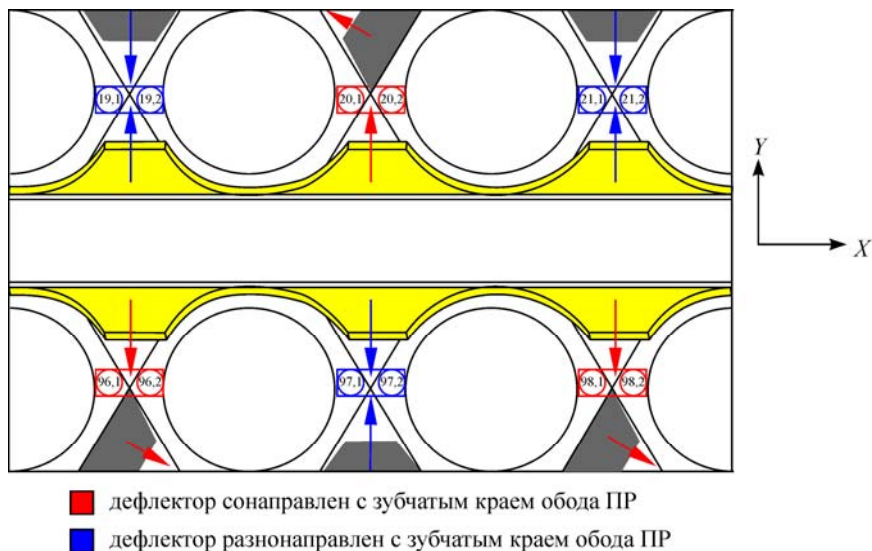 19,1 19,2 20,1 20,2 21,1 21,2
Y
X
96,1 96,2 97,1 97,2 98,1 98,2
дефлектор сонаправлен с зубчатым краем обода ПР
дефлектор разнонаправлен с зубчатым краем обода ПР